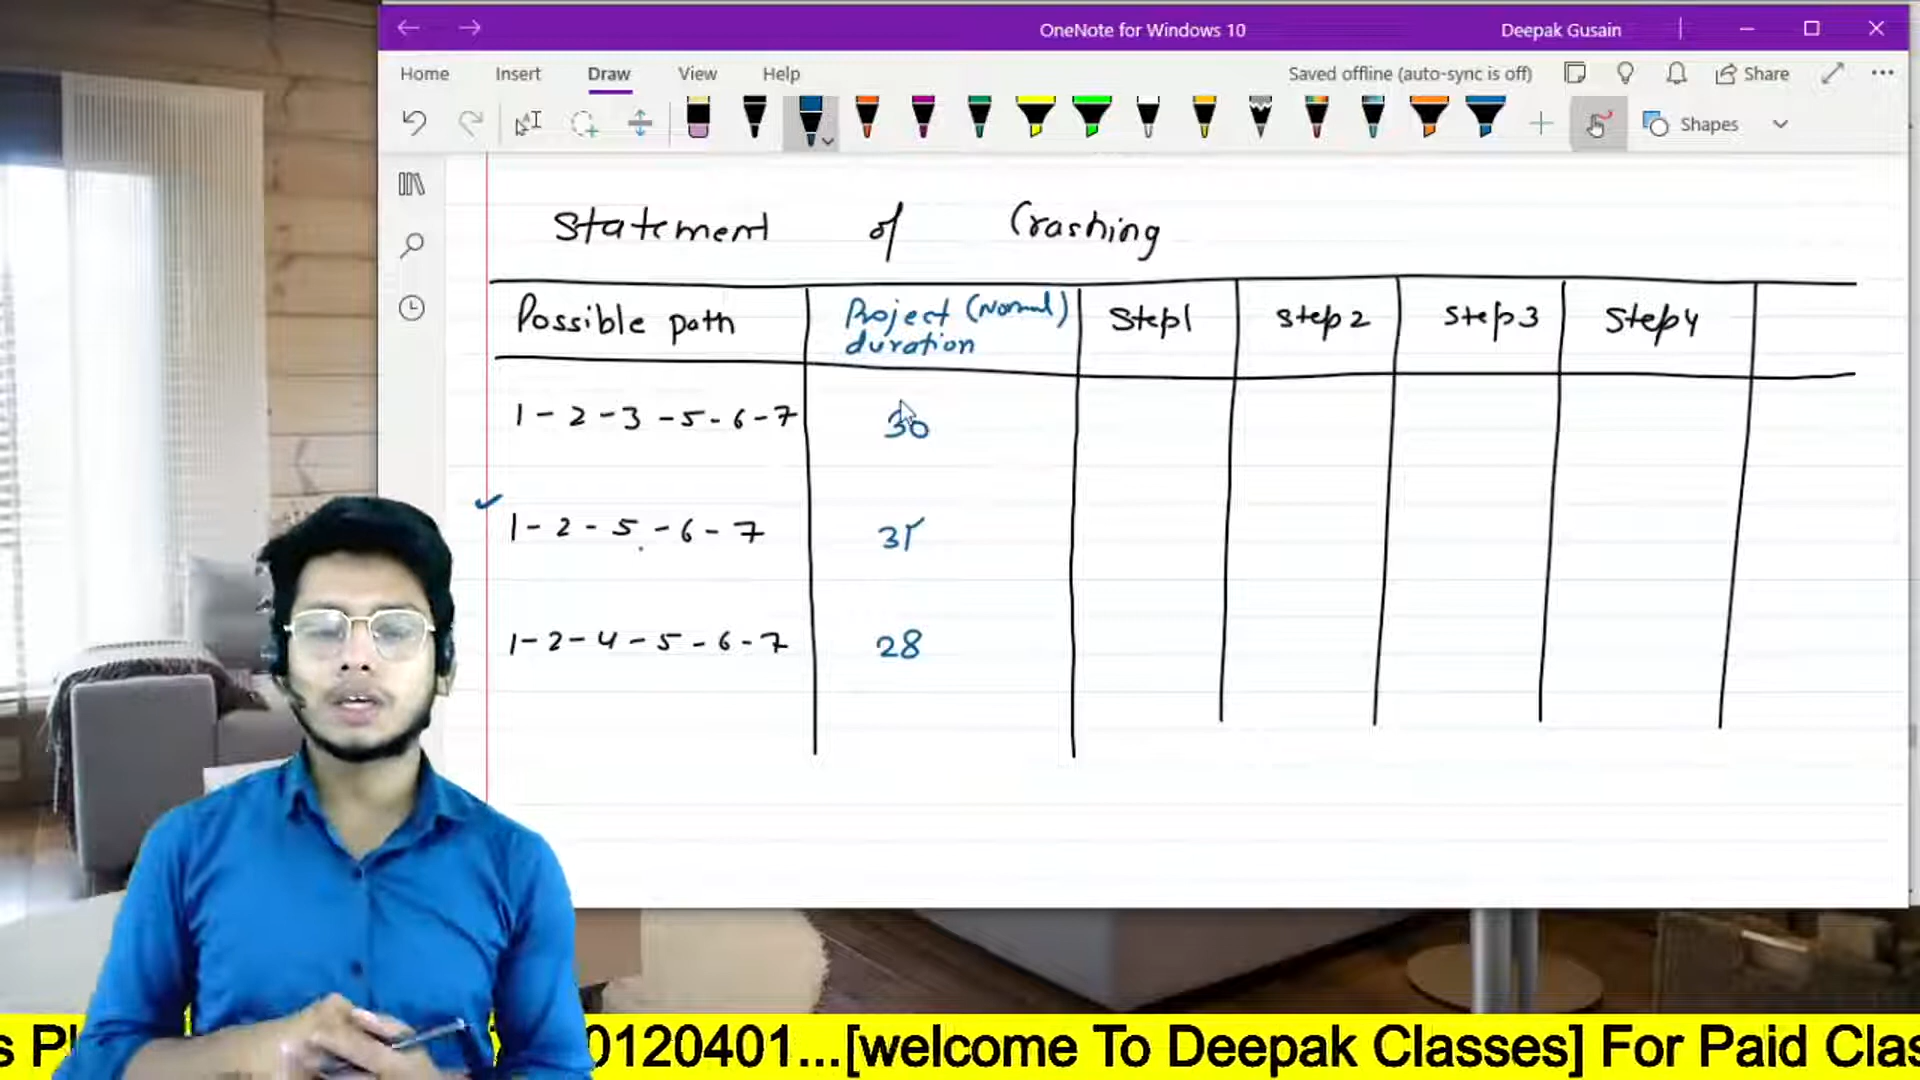 OneNote for Windows 10 Deepak Gusain
Home Insert Draw View Help Saved offline (auto-sync is off) Share
Shapes
Statement of Crashing
Possible path Project (Normal) duration Step1 Step2 Step3 Step4
1 - 2 - 3 - 5 - 6 - 7 30
1 - 2 - 5 - 6 - 7
1 - 2 - 4 - 5 - 6 - 7 28
0120401...[welcome To Deepak Classes] For Paid Clas